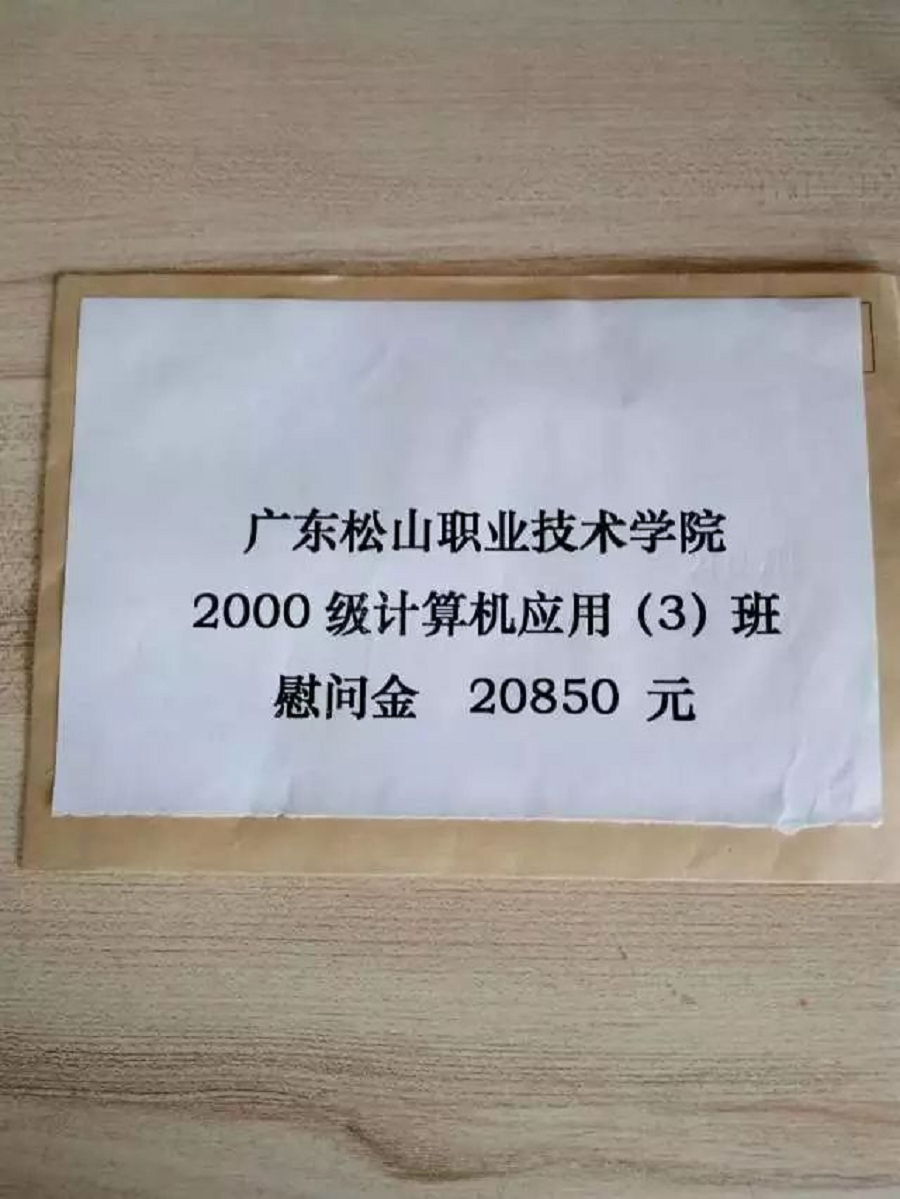 广东松山职业技术学院
2000 级计算机应用（3）班
慰问金　20850 元